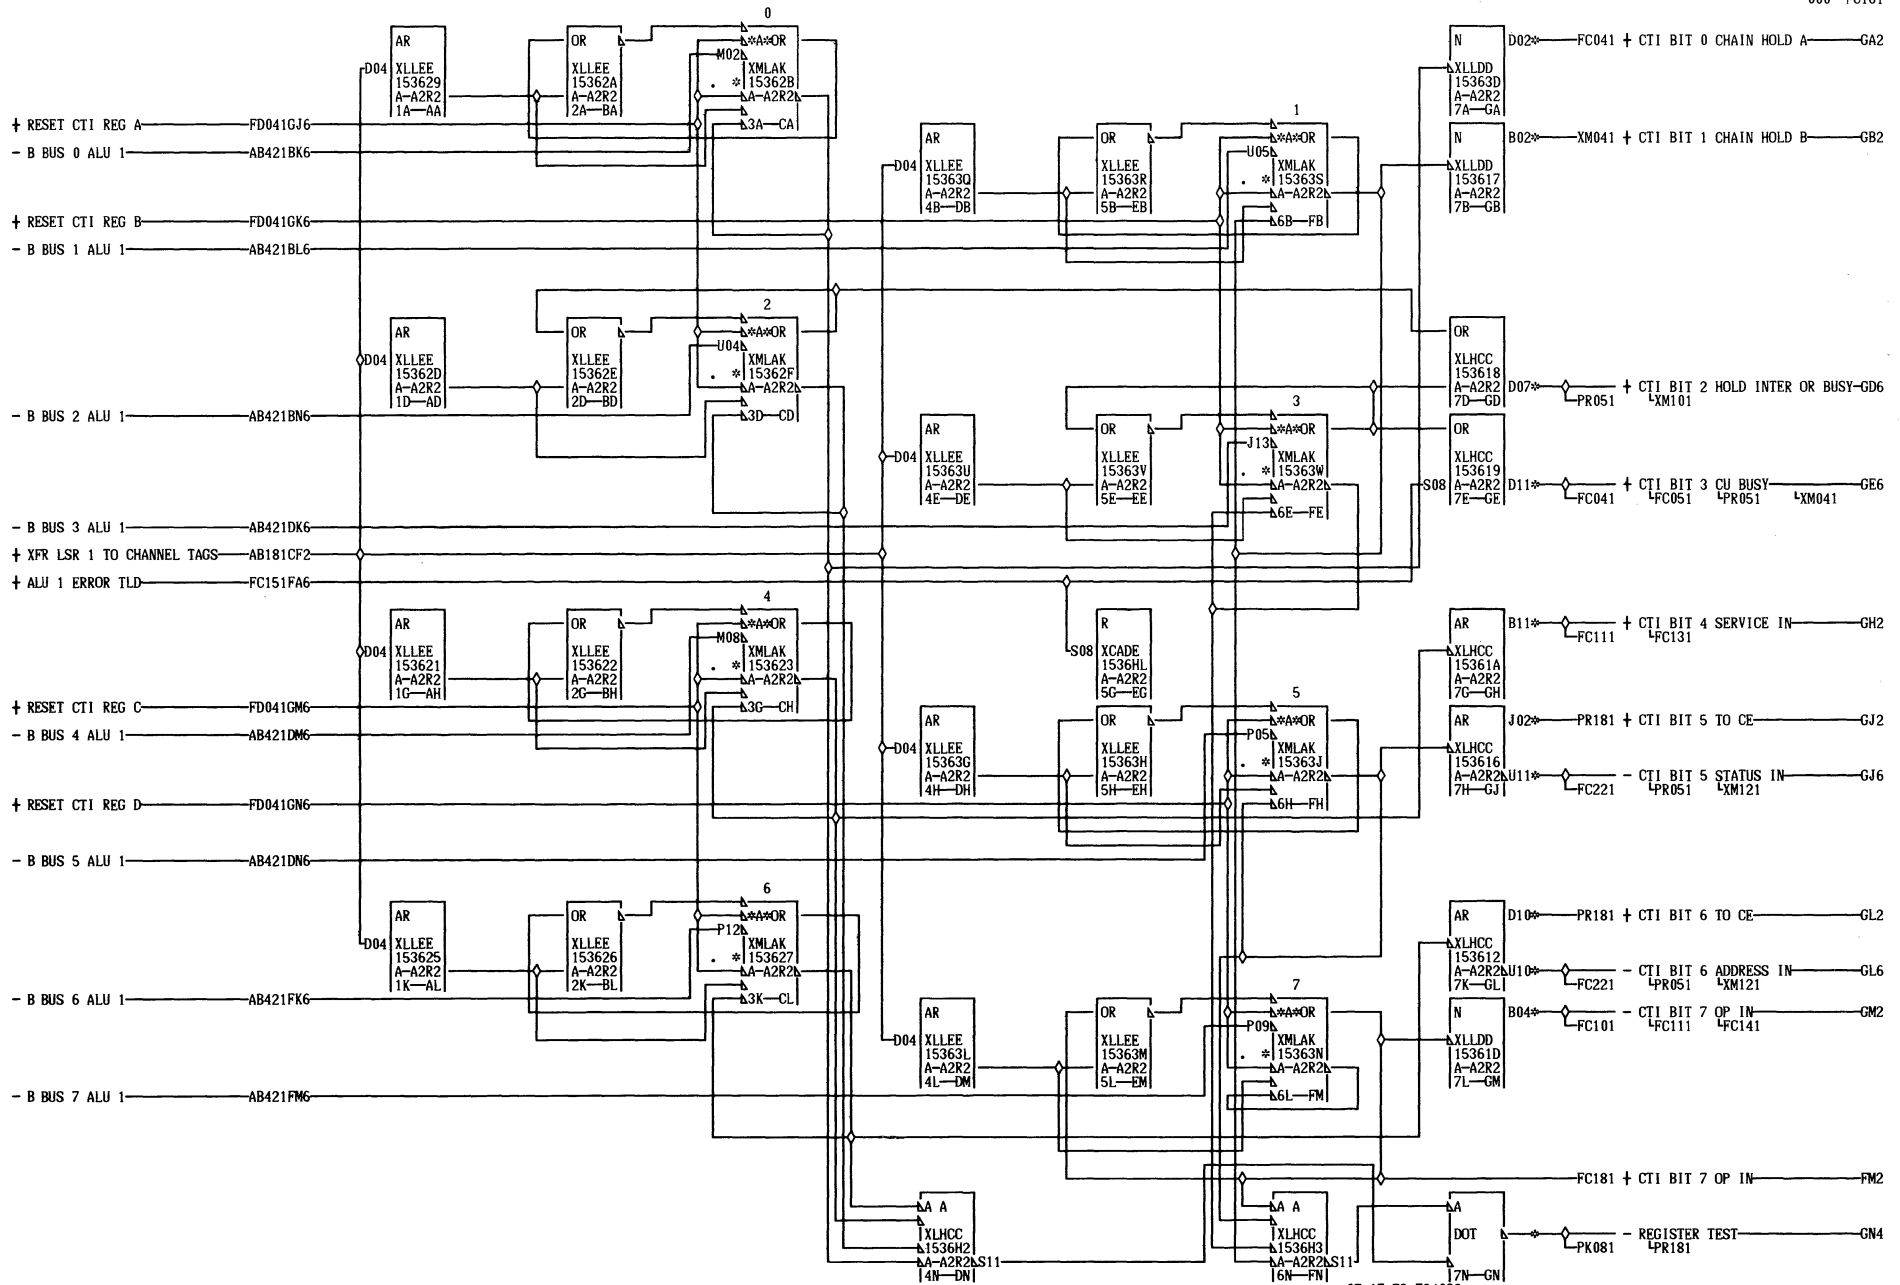 0
AR
D04 XLLEE
153629
A-A2R2
1A—AA
OR
XLLEE
15362A
A-A2R2
2A—BA
*A*OR
M02
XMLAK
. * 15362B
A-A2R2
3A—CA
N D02* FC041 + CTI BIT 0 CHAIN HOLD A GA2
XLLDD
15363D
A-A2R2
7A—GA
+ RESET CTI REG A FD041GJ6
- B BUS 0 ALU 1 AB421BK6
1
AR
D04 XLLEE
15363Q
A-A2R2
4B—DB
OR
XLLEE
15363R
A-A2R2
5B—EB
*A*OR
U05
XMLAK
. * 15363S
A-A2R2
6B—FB
N B02* XM041 + CTI BIT 1 CHAIN HOLD B GB2
XLLDD
153617
A-A2R2
7B—GB
+ RESET CTI REG B FD041GK6
- B BUS 1 ALU 1 AB421BL6
2
AR
D04 XLLEE
15362D
A-A2R2
1D—AD
OR
XLLEE
15362E
A-A2R2
2D—BD
*A*OR
U04
XMLAK
. * 15362F
A-A2R2
3D—CD
OR
XLHCC
153618
A-A2R2 D07* + CTI BIT 2 HOLD INTER OR BUSY GD6
7D—GD PR051 XM101
- B BUS 2 ALU 1 AB421BN6
3
AR
D04 XLLEE
15363U
A-A2R2
4E—DE
OR
XLLEE
15363V
A-A2R2
5E—EE
*A*OR
J13
XMLAK
. * 15363W
A-A2R2
6E—FE
OR
XLHCC
153619
S08 A-A2R2 D11* + CTI BIT 3 CU BUSY GE6
7E—GE FC041 FC051 PR051 XM041
- B BUS 3 ALU 1 AB421DK6
+ XFR LSR 1 TO CHANNEL TAGS AB181CF2
+ ALU 1 ERROR TLD FC151FA6
4
AR
D04 XLLEE
153621
A-A2R2
1G—AH
OR
XLLEE
153622
A-A2R2
2G—BH
*A*OR
M08
XMLAK
. * 153623
A-A2R2
3G—CH
R
S08 XCADE
1536HL
A-A2R2
5G—EG
AR B11* + CTI BIT 4 SERVICE IN GH2
FC111 FC131
XLHCC
15361A
A-A2R2
7G—GH
+ RESET CTI REG C FD041GM6
- B BUS 4 ALU 1 AB421DM6
5
AR
D04 XLLEE
15363G
A-A2R2
4H—DH
OR
XLLEE
15363H
A-A2R2
5H—EH
*A*OR
P05
XMLAK
. * 15363J
A-A2R2
6H—FH
AR J02* PR181 + CTI BIT 5 TO CE GJ2
XLHCC
153616
A-A2R2 U11* - CTI BIT 5 STATUS IN GJ6
7H—GJ FC221 PR051 XM121
+ RESET CTI REG D FD041GN6
- B BUS 5 ALU 1 AB421DN6
6
AR
D04 XLLEE
153625
A-A2R2
1K—AL
OR
XLLEE
153626
A-A2R2
2K—BL
*A*OR
P12
XMLAK
. * 153627
A-A2R2
3K—CL
AR D10* PR181 + CTI BIT 6 TO CE GL2
XLHCC
153612
A-A2R2 U10* - CTI BIT 6 ADDRESS IN GL6
7K—GL FC221 PR051 XM121
- B BUS 6 ALU 1 AB421FK6
7
AR
D04 XLLEE
15363L
A-A2R2
4L—DM
OR
XLLEE
15363M
A-A2R2
5L—EM
*A*OR
P09
XMLAK
. * 15363N
A-A2R2
6L—FM
N B04* - CTI BIT 7 OP IN GM2
FC101 FC111 FC141
XLLDD
15361D
A-A2R2
7L—GM
- B BUS 7 ALU 1 AB421FM6
FC181 + CTI BIT 7 OP IN FM2
A A
XLHCC
1536H2
A-A2R2 S11
4N—DN
A A
XLHCC
1536H3
A-A2R2 S11
6N—FN
A
DOT * - REGISTER TEST GN4
PK081 PR181
7N—GN